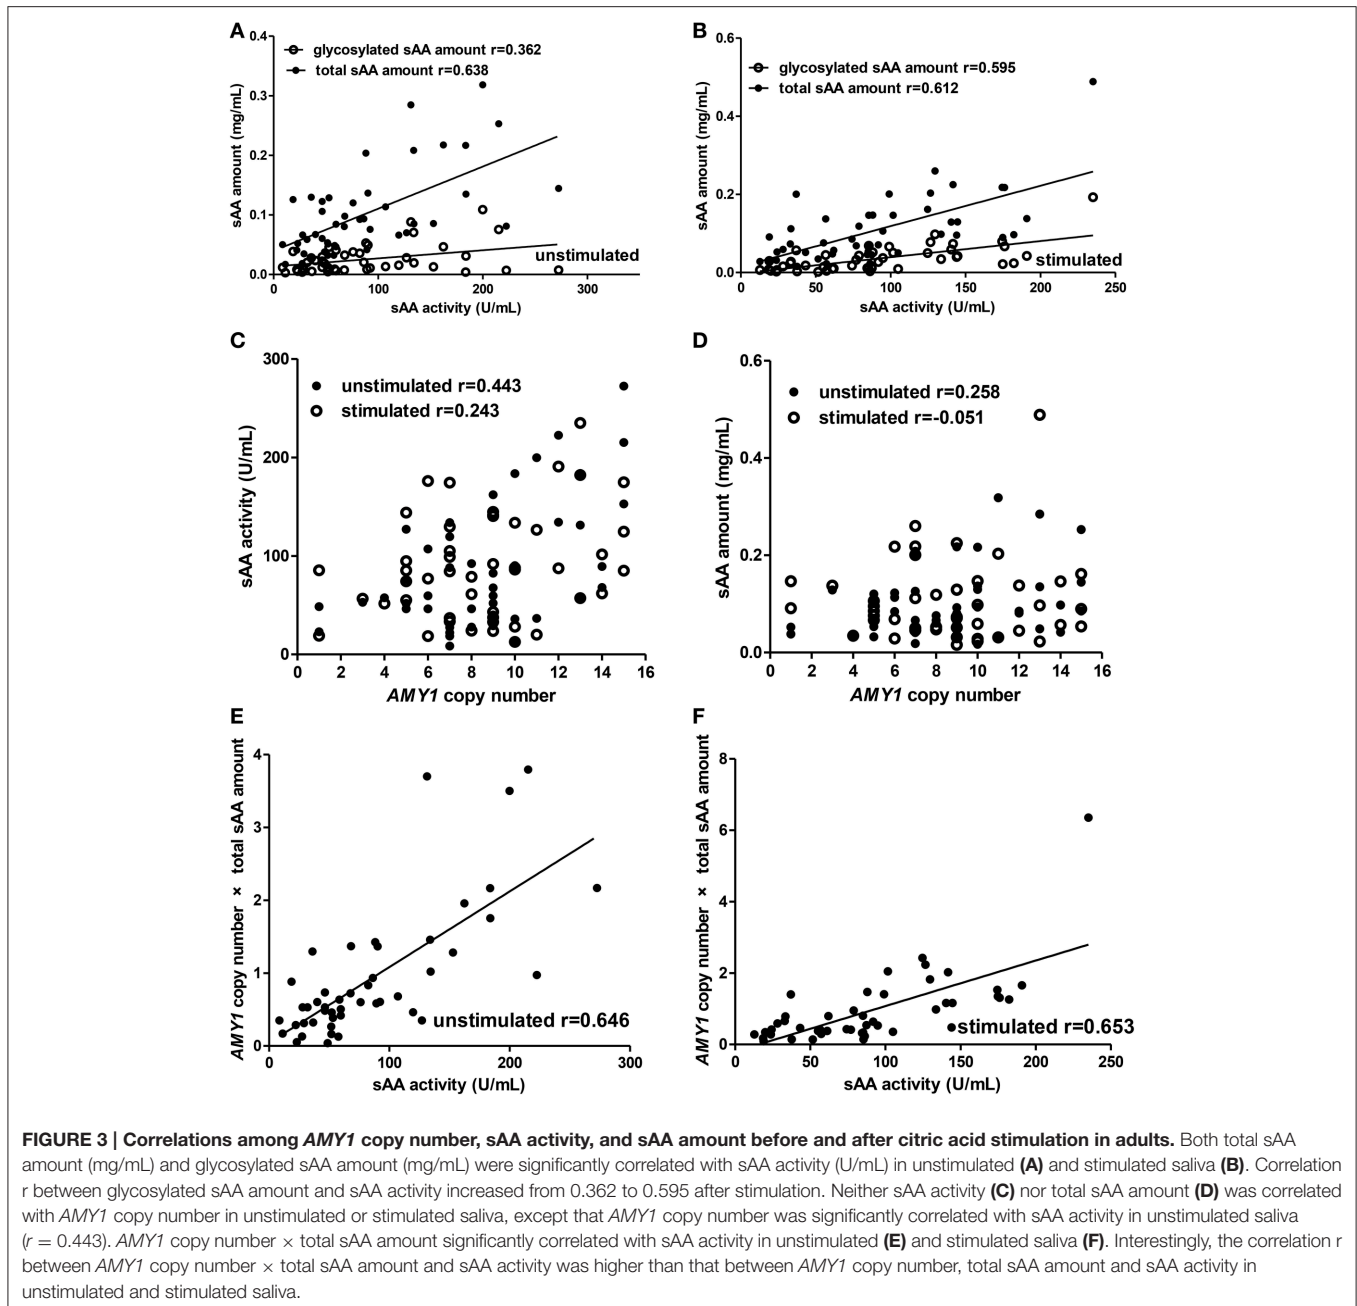 A
glycosylated sAA amount r=0.362
total sAA amount r=0.638
0.4
0.3
0.2
0.1
0.0
sAA amount (mg/mL)
unstimulated
0
100
200
300
sAA activity (U/mL)
B
glycosylated sAA amount r=0.595
total sAA amount r=0.612
0.6
0.4
0.2
0.0
sAA amount (mg/mL)
stimulated
0
50
100
150
200
250
sAA activity (U/mL)
C
unstimulated r=0.443
stimulated r=0.243
300
200
100
0
sAA activity (U/mL)
0
2
4
6
8
10
12
14
16
AMY1 copy number
D
unstimulated r=0.258
stimulated r=-0.051
0.6
0.4
0.2
0.0
sAA amount (mg/mL)
0
2
4
6
8
10
12
14
16
AMY1 copy number
E
4
3
2
1
0
AMY1 copy number × total sAA amount
unstimulated r=0.646
0
100
200
300
sAA activity (U/mL)
F
8
6
4
2
0
AMY1 copy number × total sAA amount
stimulated r=0.653
0
50
100
150
200
250
sAA activity (U/mL)
FIGURE 3 | Correlations among AMY1 copy number, sAA activity, and sAA amount before and after citric acid stimulation in adults. Both total sAA
amount (mg/mL) and glycosylated sAA amount (mg/mL) were significantly correlated with sAA activity (U/mL) in unstimulated (A) and stimulated saliva (B). Correlation
r between glycosylated sAA amount and sAA activity increased from 0.362 to 0.595 after stimulation. Neither sAA activity (C) nor total sAA amount (D) was correlated
with AMY1 copy number in unstimulated or stimulated saliva, except that AMY1 copy number was significantly correlated with sAA activity in unstimulated saliva
(r = 0.443). AMY1 copy number × total sAA amount significantly correlated with sAA activity in unstimulated (E) and stimulated saliva (F). Interestingly, the correlation r
between AMY1 copy number × total sAA amount and sAA activity was higher than that between AMY1 copy number, total sAA amount and sAA activity in
unstimulated and stimulated saliva.